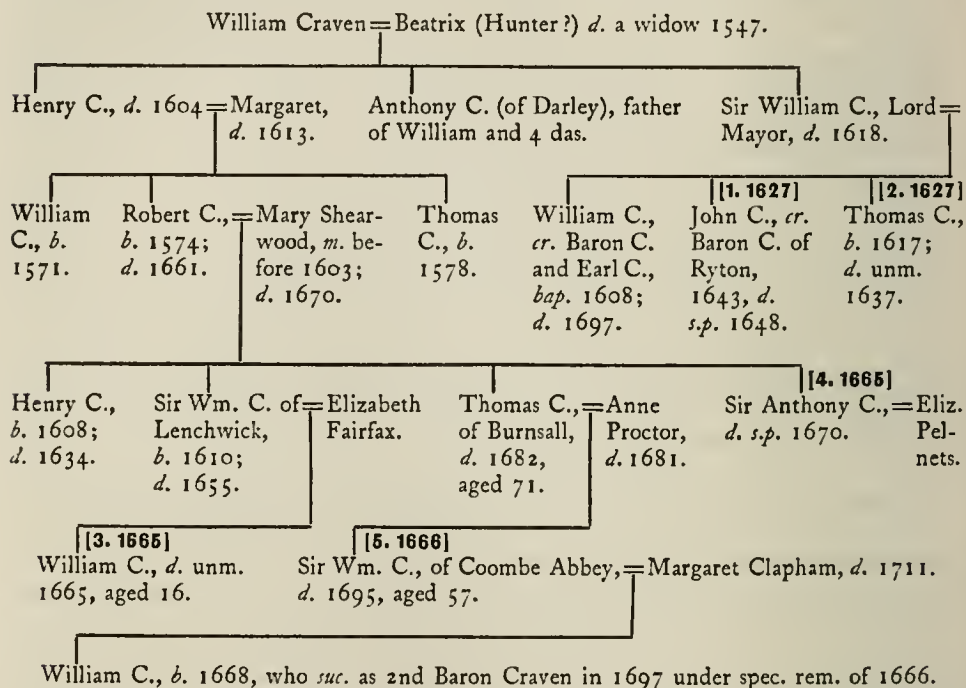 William Craven=Beatrix (Hunter?) d. a widow 1547.
Henry C., d. 1604=Margaret,
d. 1613.
Anthony C. (of Darley), father
of William and 4 das.
Sir William C., Lord=
Mayor, d. 1618.
William
C., b.
1571.
Robert C.,=
b. 1574;
d. 1661.
Mary Shear-
wood, m. be-
fore 1603;
d. 1670.
Thomas
C., b.
1578.
William C.,
cr. Baron C.
and Earl C.,
bap. 1608;
d. 1697.
[1. 1627]
John C., cr.
Baron C. of
Ryton,
1643, d.
s.p. 1648.
[2. 1627]
Thomas C.,
b. 1617;
d. unm.
1637.
Henry C.,
b. 1608;
d. 1634.
Sir Wm. C. of=
Lenchwick,
b. 1610;
d. 1655.
Elizabeth
Fairfax.
Thomas C.,=
of Burnsall,
d. 1682,
aged 71.
Anne
Proctor,
d. 1681.
[4. 1665]
Sir Anthony C.,=
d. s.p. 1670.
Eliz.
Pel-
nets.
[3. 1665]
William C., d. unm.
1665, aged 16.
[5. 1666]
Sir Wm. C., of Coombe Abbey,=Margaret Clapham, d. 1711.
d. 1695, aged 57.
William C., b. 1668, who suc. as 2nd Baron Craven in 1697 under spec. rem. of 1666.